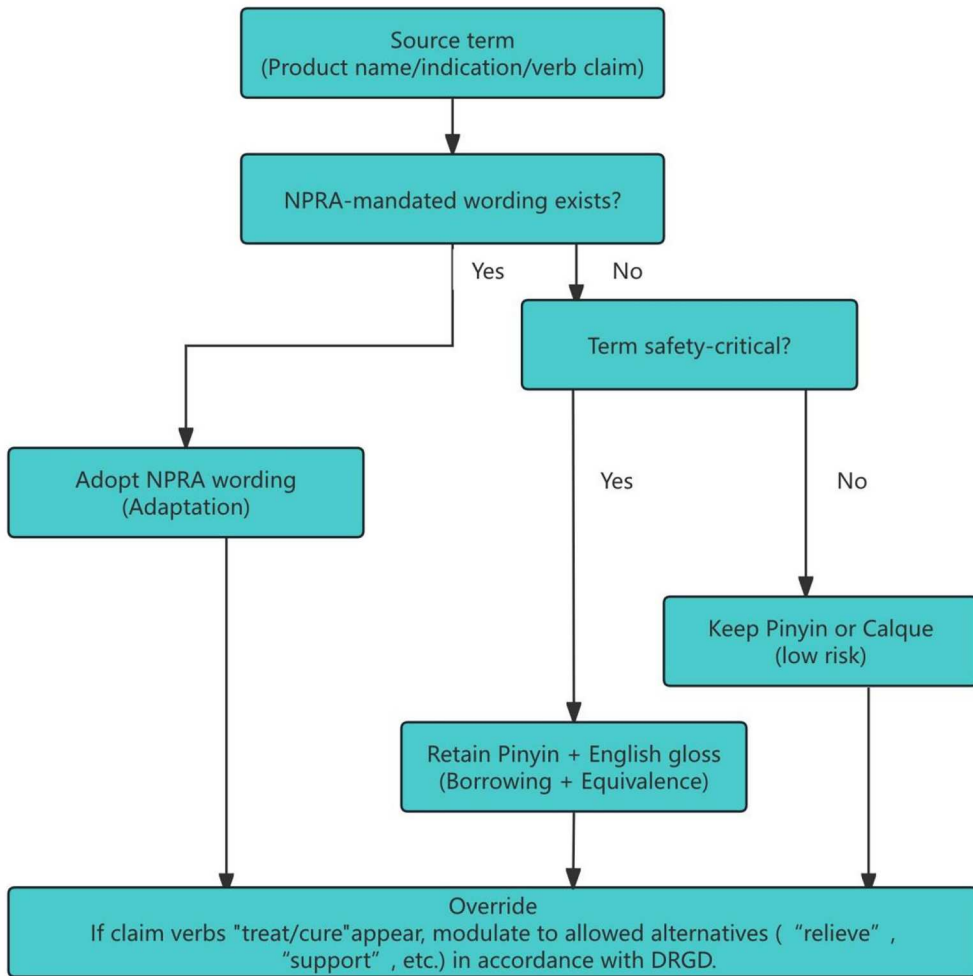 Source term
(Product name/indication/verb claim)
NPRA-mandated wording exists?
Yes
No
Term safety-critical?
Adopt NPRA wording
(Adaptation)
Yes
No
Keep Pinyin or Calque
(low risk)
Retain Pinyin + English gloss
(Borrowing + Equivalence)
Override
If claim verbs "treat/cure"appear, modulate to allowed alternatives ( “relieve” ,
“support” , etc.) in accordance with DRGD.